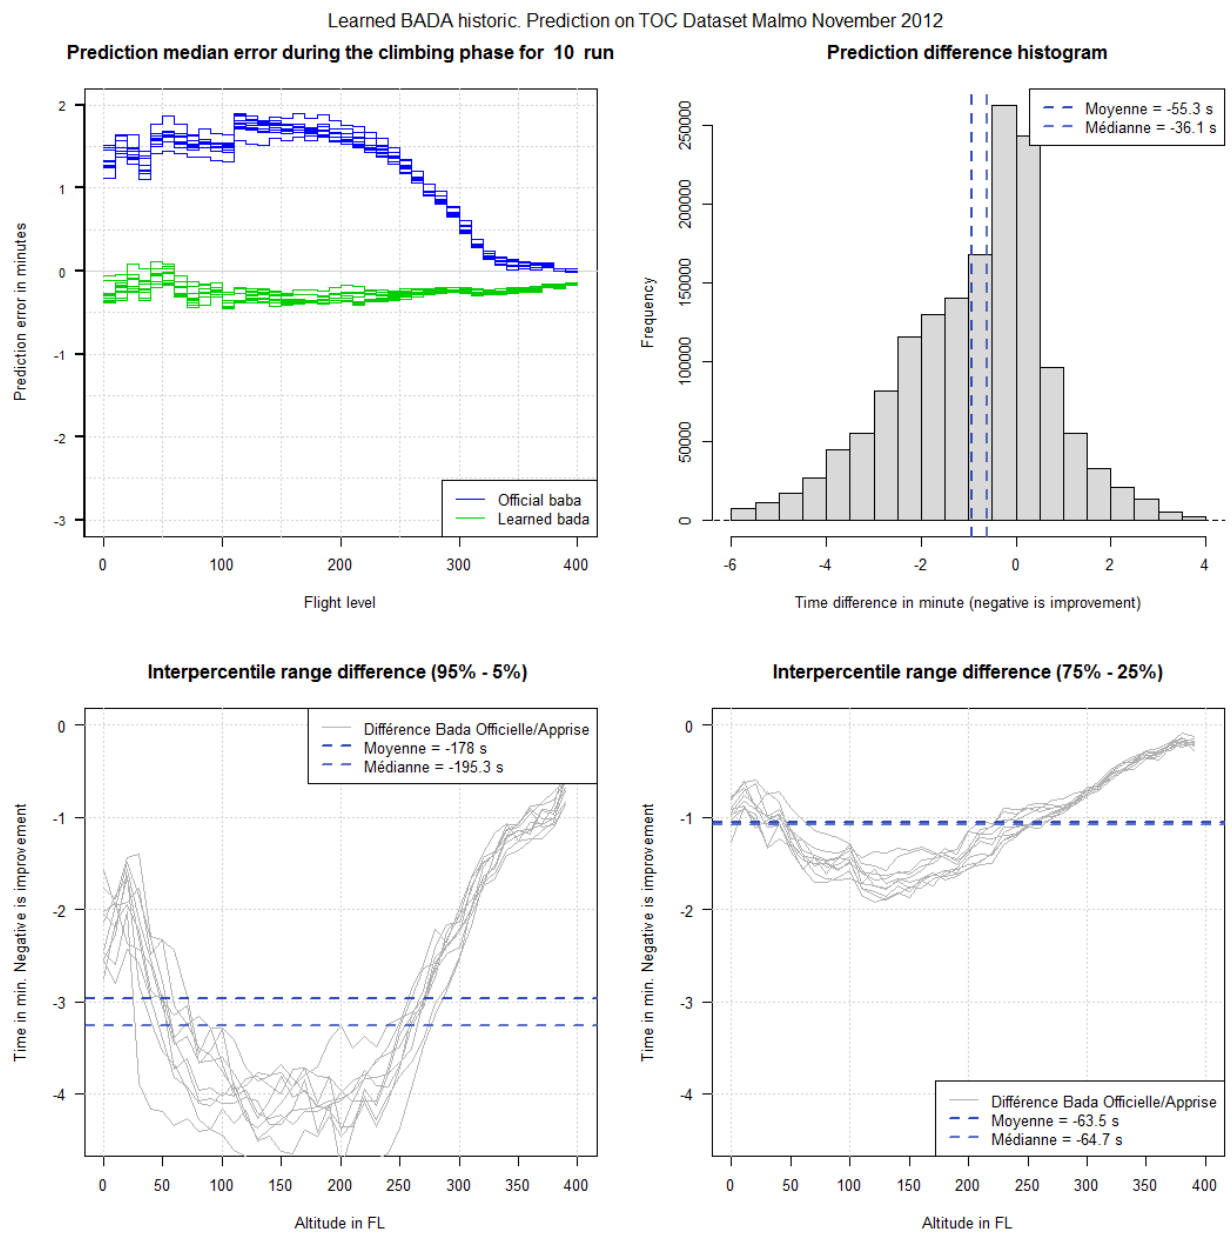 Learned BADA historic. Prediction on TOC Dataset Malmo November 2012
Prediction median error during the climbing phase for 10 run
2
1
0
-1
-2
-3
Prediction error in minutes
Official baba
Learned bada
0 100 200 300 400
Flight level
Prediction difference histogram
250000
200000
150000
100000
50000
0
Frequency
Moyenne = -55.3 s
Médianne = -36.1 s
-6 -4 -2 0 2 4
Time difference in minute (negative is improvement)
Interpercentile range difference (95% - 5%)
0
-1
-2
-3
-4
Time in min. Negative is improvement
Différence Bada Officielle/Apprise
Moyenne = -178 s
Médianne = -195.3 s
0 50 100 150 200 250 300 350 400
Altitude in FL
Interpercentile range difference (75% - 25%)
0
-1
-2
-3
-4
Time in min. Negative is improvement
Différence Bada Officielle/Apprise
Moyenne = -63.5 s
Médianne = -64.7 s
0 50 100 150 200 250 300 350 400
Altitude in FL